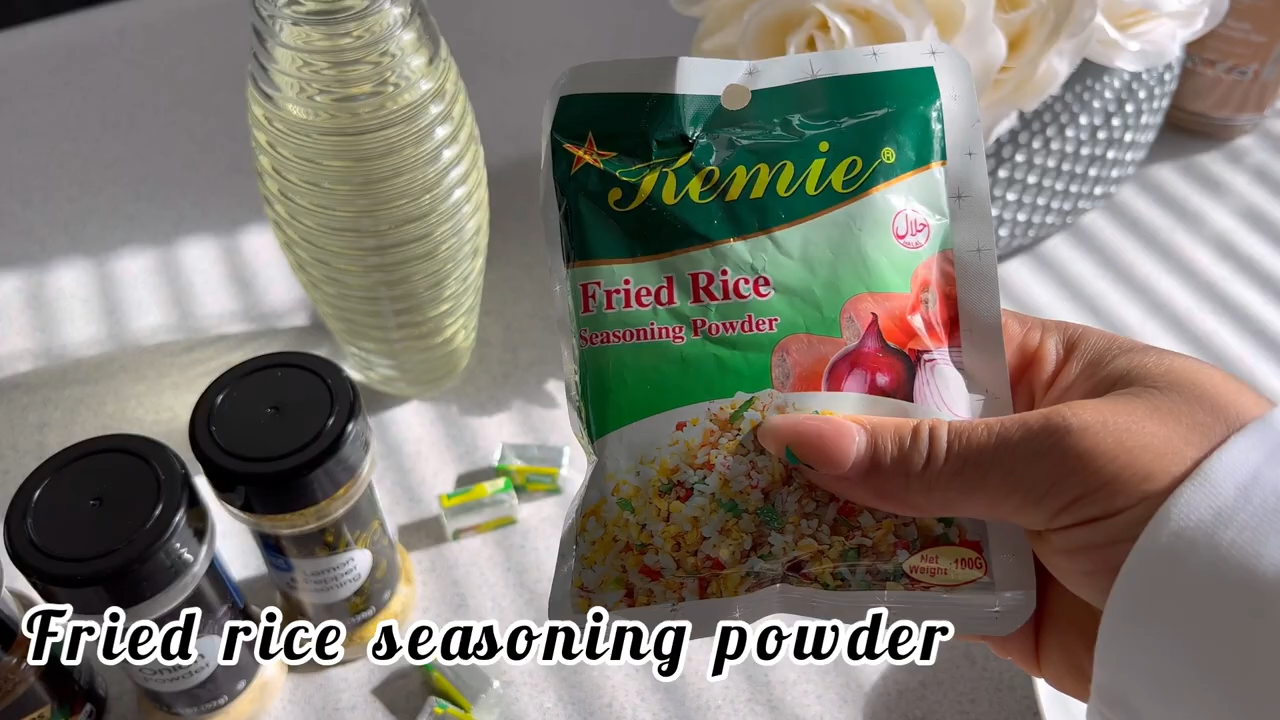 Kemie®
حلال
HALAL
Fried Rice
Seasoning Powder
Net
Weight :100G
Lemon
& Pepper
Seasoning
Onion
Powder
Fried rice seasoning powder